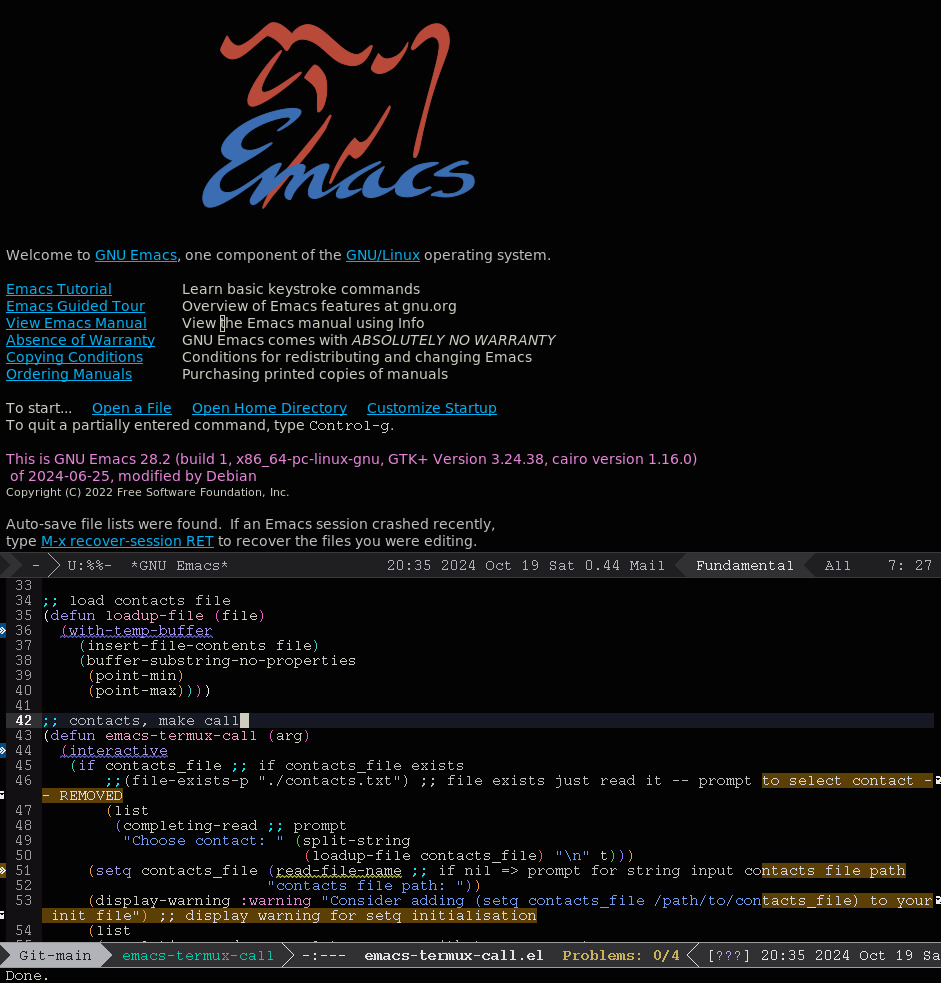 Emacs
Welcome to GNU Emacs, one component of the GNU/Linux operating system.
Emacs Tutorial Learn basic keystroke commands
Emacs Guided Tour Overview of Emacs features at gnu.org
View Emacs Manual View the Emacs manual using Info
Absence of Warranty GNU Emacs comes with ABSOLUTELY NO WARRANTY
Copying Conditions Conditions for redistributing and changing Emacs
Ordering Manuals Purchasing printed copies of manuals
To start... Open a File Open Home Directory Customize Startup
To quit a partially entered command, type Control-g.
This is GNU Emacs 28.2 (build 1, x86_64-pc-linux-gnu, GTK+ Version 3.24.38, cairo version 1.16.0)
of 2024-06-25, modified by Debian
Copyright (C) 2022 Free Software Foundation, Inc.
Auto-save file lists were found. If an Emacs session crashed recently,
type M-x recover-session RET to recover the files you were editing.
- U:%%- *GNU Emacs* 20:35 2024 Oct 19 Sat 0.44 Mail Fundamental All 7: 27
33
34 ;; load contacts file
35 (defun loadup-file (file)
36 (with-temp-buffer
37 (insert-file-contents file)
38 (buffer-substring-no-properties
39 (point-min)
40 (point-max))))
41
42 ;; contacts, make call
43 (defun emacs-termux-call (arg)
44 (interactive
45 (if contacts_file ;; if contacts_file exists
46 ;;(file-exists-p "./contacts.txt") ;; file exists just read it -- prompt to select contact -
- REMOVED
47 (list
48 (completing-read ;; prompt
49 "Choose contact: " (split-string
50 (loadup-file contacts_file) "\n" t)))
51 (setq contacts_file (read-file-name ;; if nil => prompt for string input contacts file path
52 "contacts file path: "))
53 (display-warning :warning "Consider adding (setq contacts_file /path/to/contacts_file) to your
init file") ;; display warning for setq initialisation
54 (list
Git-main emacs-termux-call -:--- emacs-termux-call.el Problems: 0/4 [???] 20:35 2024 Oct 19 Sa
Done.